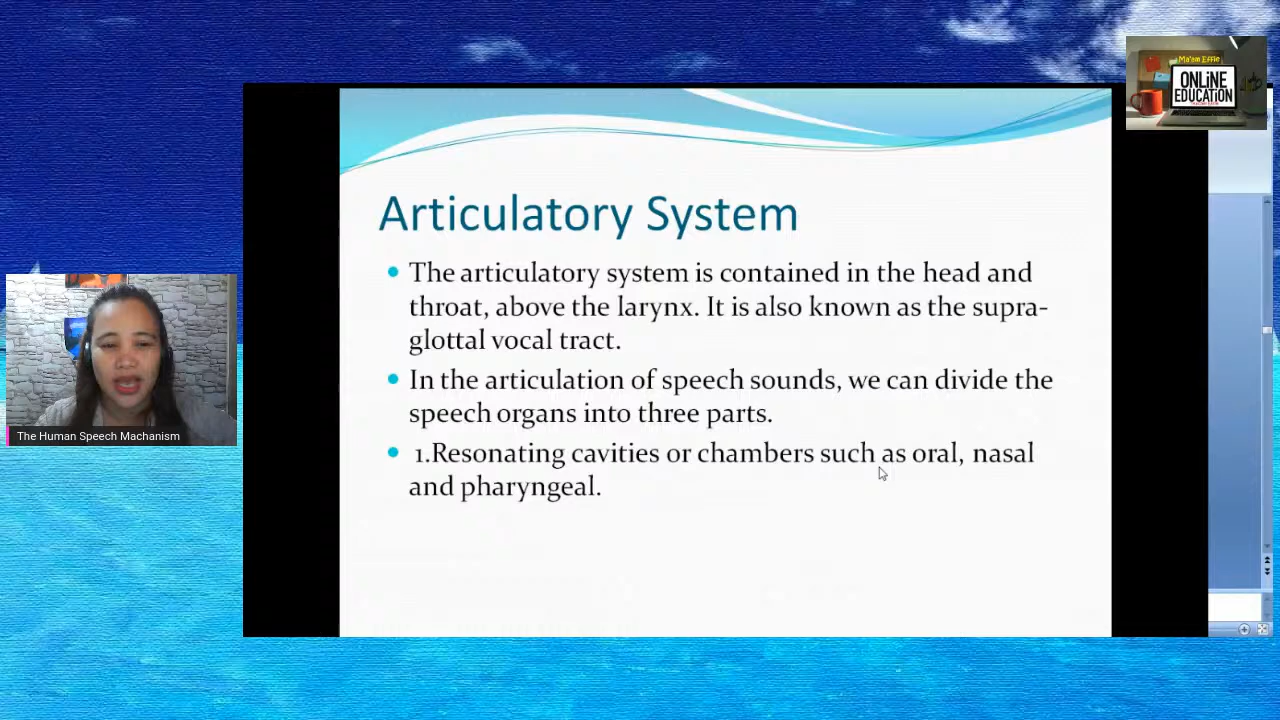 Ma'am Effie
ONLINE
EDUCATION
Articulatory System
The articulatory system is contained in the head and
throat, above the larynx. It is also known as the supra-
glottal vocal tract.
In the articulation of speech sounds, we can divide the
speech organs into three parts.
1.Resonating cavities or chambers such as oral, nasal
and pharyngeal.
The Human Speech Machanism